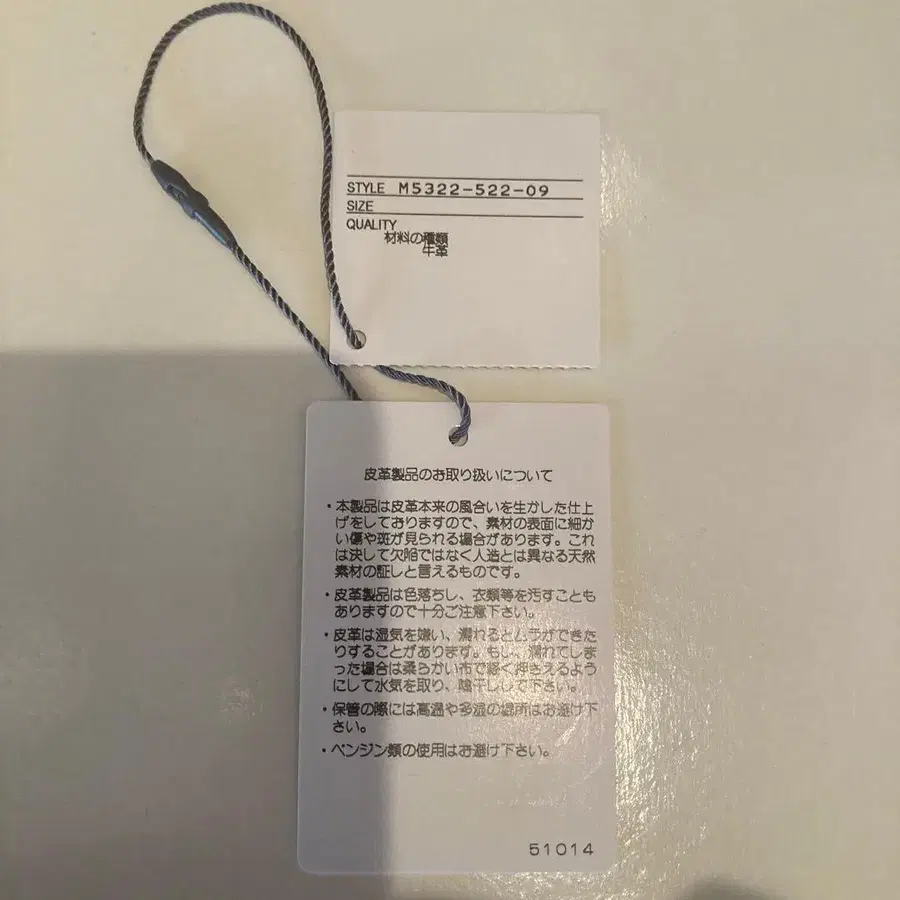 STYLE M5322-522-09
SIZE
QUALITY
材料の種類
牛革
皮革製品のお取り扱いについて
・本製品は皮革本来の風合いを生かした仕上
げをしておりますので、素材の表面に細か
い傷や斑が見られる場合があります。これ
は決して欠陥ではなく人造とは異なる天然
素材の証しと言えるものです。
・皮革製品は色落ちし、衣類等を汚すことも
ありますので十分ご注意下さい。
・皮革は湿気を嫌い、濡れるとムラができた
りすることがあります。もし、濡れてしま
った場合は柔らかい布で軽く押さえるよう
にして水気を取り、陰干しして下さい。
・保管の際には高温や多湿の場所はお避け下
さい。
・ベンジン類の使用はお避け下さい。
51014